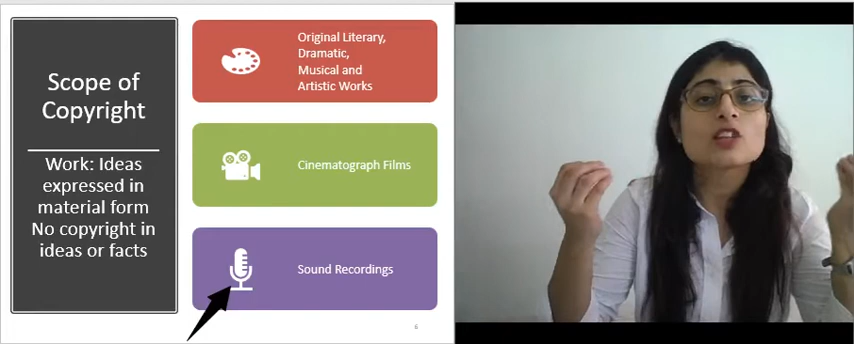 Scope of
Copyright
Work: Ideas
expressed in
material form
No copyright in
ideas or facts
Original Literary,
Dramatic,
Musical and
Artistic Works
Cinematograph Films
Sound Recordings
6